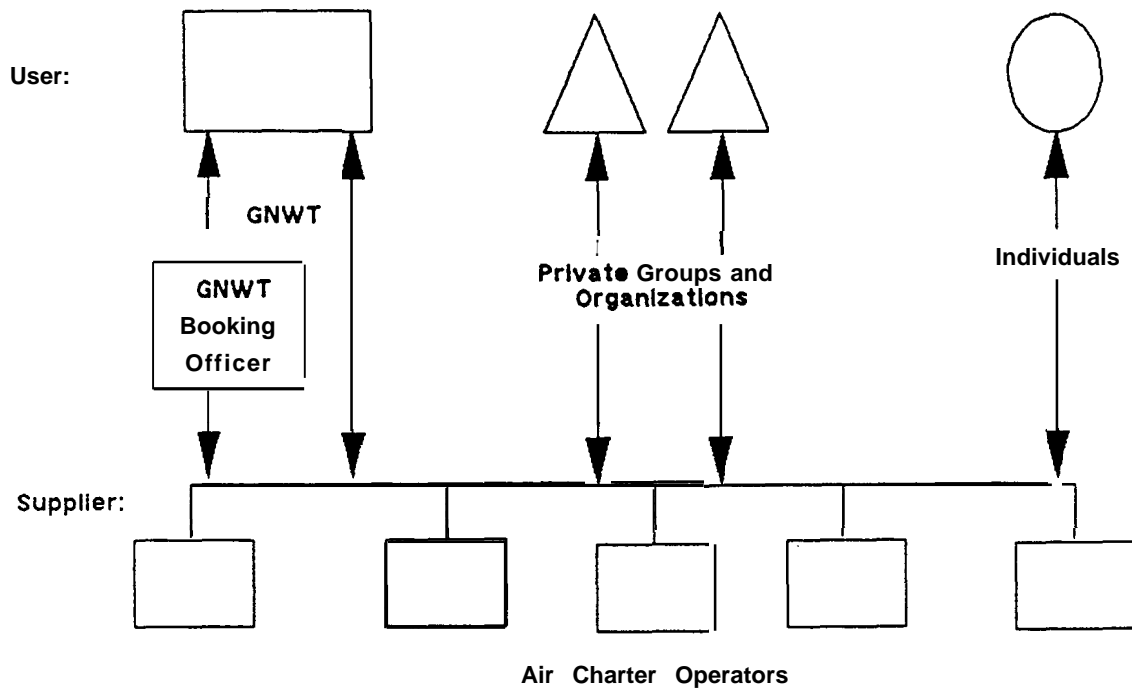 User:
GNWT
Individuals
Private Groups and
Organizations
GNWT
Booking
Officer
Supplier:
Air Charter Operators